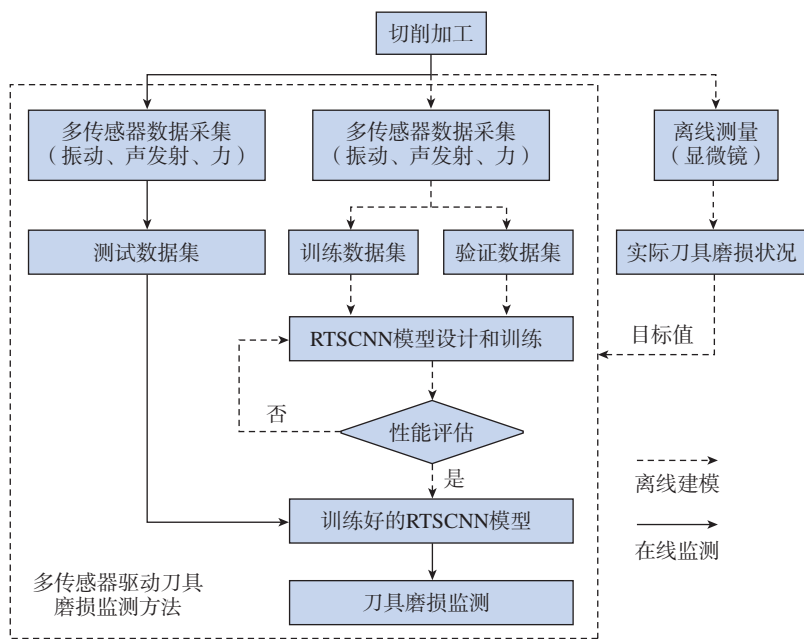 切削加工
多传感器数据采集
（振动、声发射、力）
多传感器数据采集
（振动、声发射、力）
离线测量
（显微镜）
测试数据集
训练数据集
验证数据集
实际刀具磨损状况
RTSCNN模型设计和训练
目标值
否
性能评估
是
离线建模
训练好的RTSCNN模型
在线监测
多传感器驱动刀具
磨损监测方法
刀具磨损监测